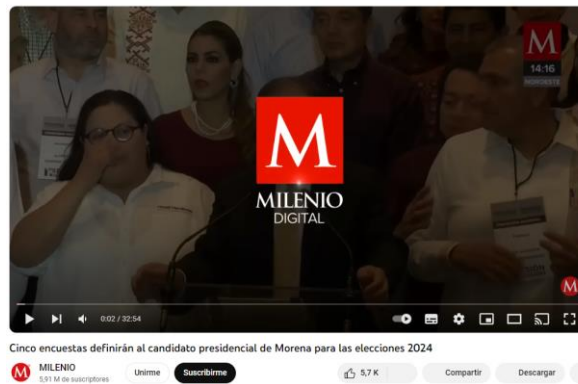 M
14:16
NOROESTE
M
MILENIO
DIGITAL
M
0:02 / 32:54
Cinco encuestas definirán al candidato presidencial de Morena para las elecciones 2024
M
MILENIO
5,91 M de suscriptores
Unirme
Suscribirme
5,7 K
Compartir
Descargar